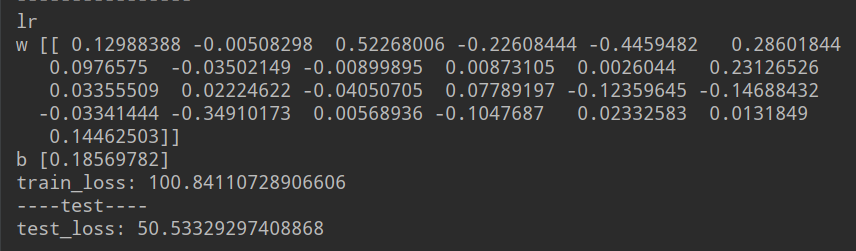 ----------------
lr
w [[ 0.12988388 -0.00508298  0.52268006 -0.22608444 -0.4459482   0.28601844
   0.0976575  -0.03502149 -0.00899895  0.00873105  0.0026044   0.23126526
   0.03355509  0.02224622 -0.04050705  0.07789197 -0.12359645 -0.14688432
  -0.03341444 -0.34910173  0.00568936 -0.1047687   0.02332583  0.0131849
   0.14462503]]
b [0.18569782]
train_loss: 100.84110728906606
----test----
test_loss: 50.53329297408868